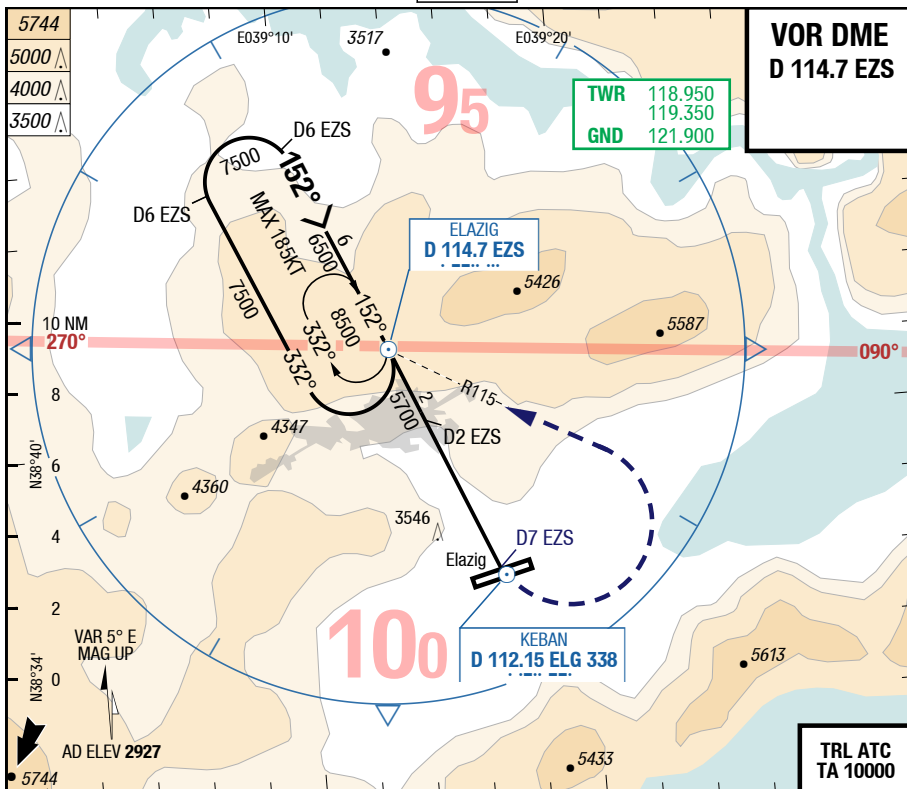 5744
5000
4000
3500
E039°10'
3517
E039°20'
VOR DME
D 114.7 EZS
95
TWR 118.950
119.350
GND 121.900
D6 EZS
7500
152°
D6 EZS
MAX 185KT
6
6500
ELAZIG
D 114.7 EZS
5426
7500
152°
8500
332°
5587
10 NM
270°
090°
332°
8
2
5700
R115
D2 EZS
4347
N38°40'
6
4360
3546
4
Elazig
D7 EZS
2
VAR 5° E
MAG UP
100
KEBAN
D 112.15 ELG 338
5613
N38°34'
0
AD ELEV 2927
5744
5433
TRL ATC
TA 10000